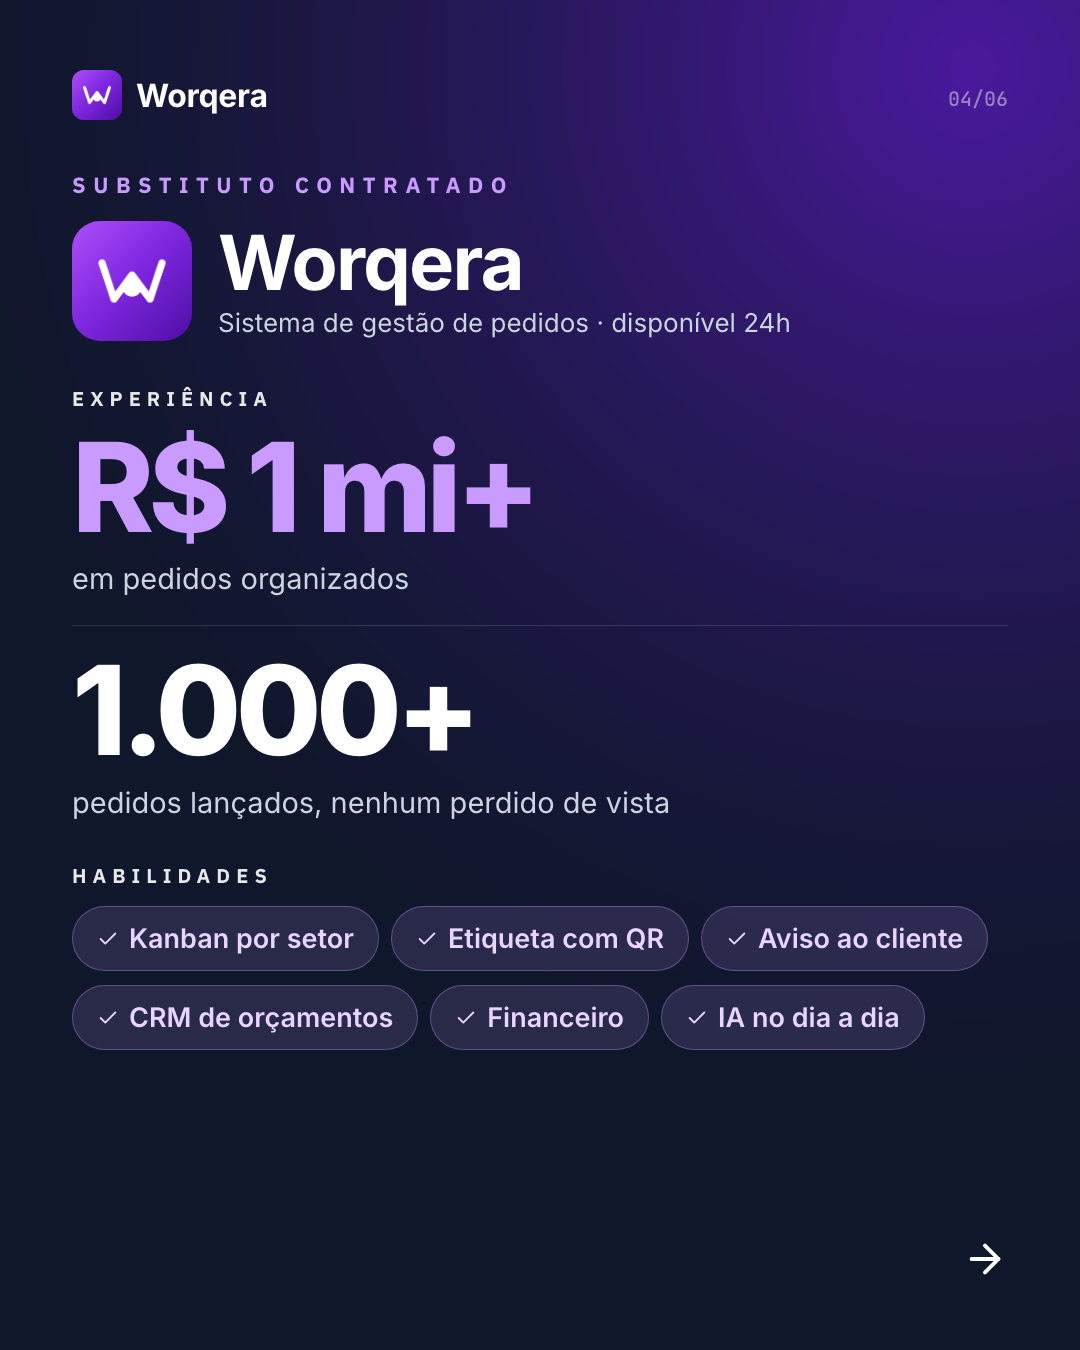 Worqera
04/06
SUBSTITUTO CONTRATADO
Worqera
Sistema de gestão de pedidos · disponível 24h
EXPERIÊNCIA
R$ 1 mi+
em pedidos organizados
1.000+
pedidos lançados, nenhum perdido de vista
HABILIDADES
✓ Kanban por setor
✓ Etiqueta com QR
✓ Aviso ao cliente
✓ CRM de orçamentos
✓ Financeiro
✓ IA no dia a dia